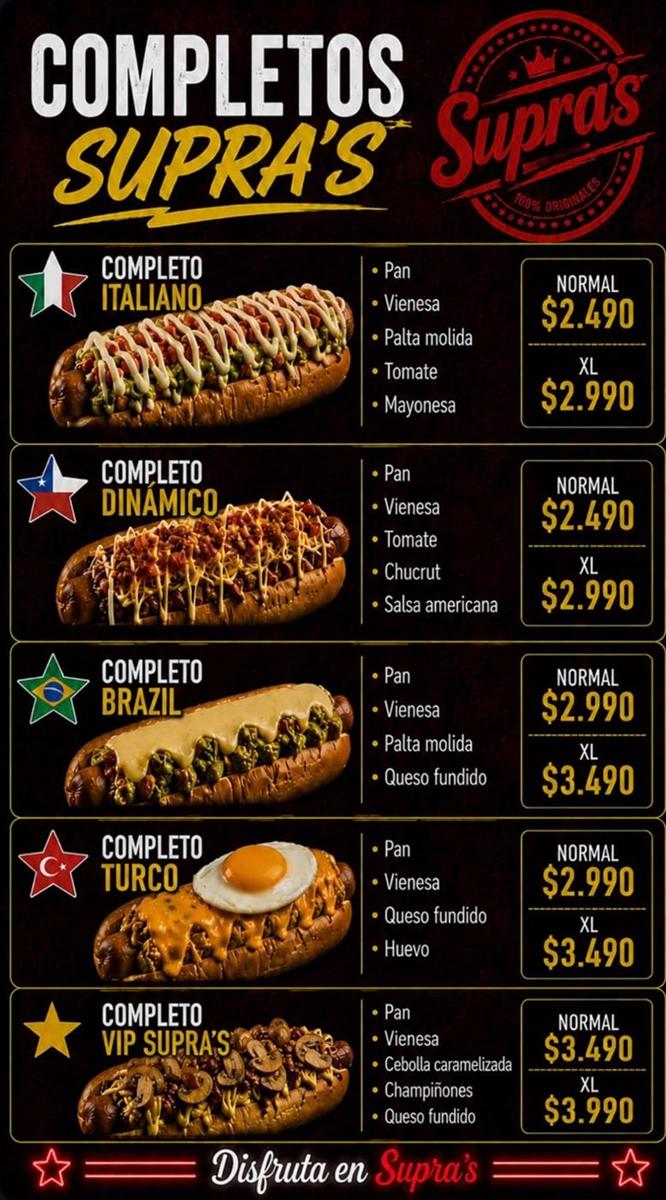 COMPLETOS
SUPRA'S
Supra's
100% ORIGINALES
COMPLETO
ITALIANO
• Pan
• Vienesa
• Palta molida
• Tomate
• Mayonesa
NORMAL
$2.490
XL
$2.990
COMPLETO
DINÁMICO
• Pan
• Vienesa
• Tomate
• Chucrut
• Salsa americana
NORMAL
$2.490
XL
$2.990
COMPLETO
BRAZIL
• Pan
• Vienesa
• Palta molida
• Queso fundido
NORMAL
$2.990
XL
$3.490
COMPLETO
TURCO
• Pan
• Vienesa
• Queso fundido
• Huevo
NORMAL
$2.990
XL
$3.490
COMPLETO
VIP SUPRA'S
• Pan
• Vienesa
• Cebolla caramelizada
• Champiñones
• Queso fundido
NORMAL
$3.490
XL
$3.990
Disfruta en Supra's